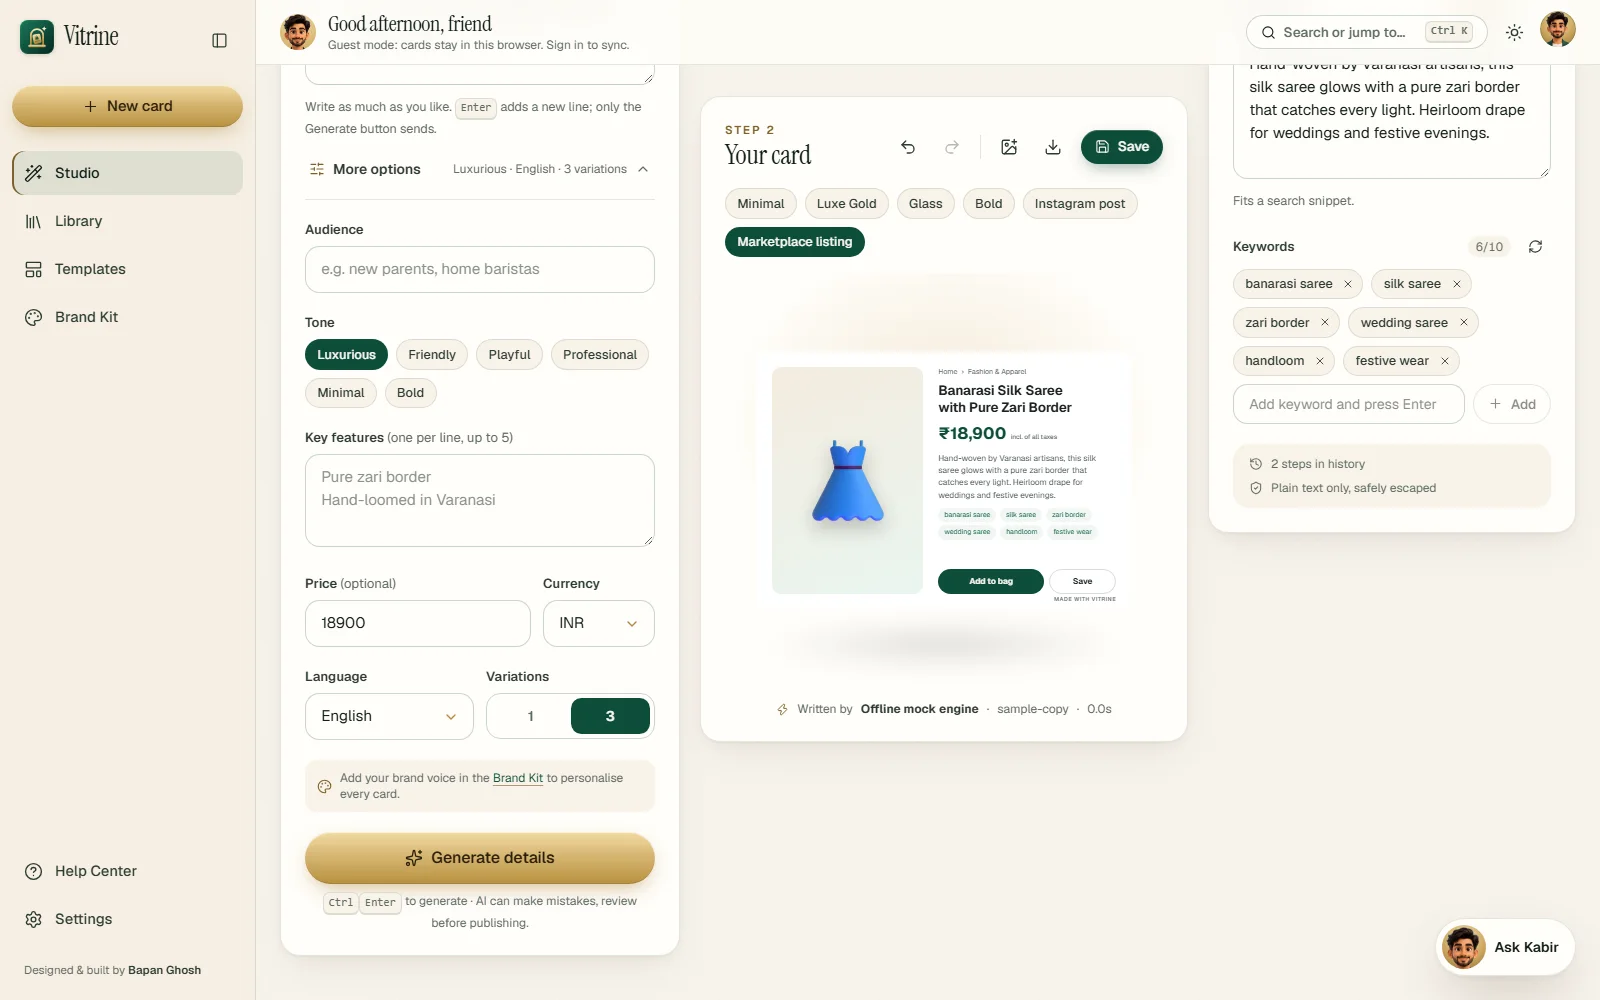 Vitrine
New card
Studio
Library
Templates
Brand Kit
Help Center
Settings
Designed & built by Bapan Ghosh
Good afternoon, friend
Guest mode: cards stay in this browser. Sign in to sync.
Search or jump to...
Ctrl K
Write as much as you like. Enter adds a new line; only the
Generate button sends.
More options
Luxurious · English · 3 variations
Audience
e.g. new parents, home baristas
Tone
Luxurious
Friendly
Playful
Professional
Minimal
Bold
Key features (one per line, up to 5)
Pure zari border
Hand-loomed in Varanasi
Price (optional)
Currency
18900
INR
Language
Variations
English
1
3
Add your brand voice in the Brand Kit to personalise
every card.
Generate details
Ctrl Enter to generate · AI can make mistakes, review
before publishing.
STEP 2
Your card
Save
Minimal
Luxe Gold
Glass
Bold
Instagram post
Marketplace listing
Home › Fashion & Apparel
Banarasi Silk Saree
with Pure Zari Border
₹18,900 incl. of all taxes
Hand-woven by Varanasi artisans, this silk
saree glows with a pure zari border that
catches every light. Heirloom drape for
weddings and festive evenings.
banarasi saree
silk saree
zari border
wedding saree
handloom
festive wear
Add to bag
Save
MADE WITH VITRINE
Written by Offline mock engine · sample-copy · 0.0s
Hand-woven by Varanasi artisans, this
silk saree glows with a pure zari border
that catches every light. Heirloom drape
for weddings and festive evenings.
Fits a search snippet.
Keywords
6/10
banarasi saree
silk saree
zari border
wedding saree
handloom
festive wear
Add keyword and press Enter
Add
2 steps in history
Plain text only, safely escaped
Ask Kabir